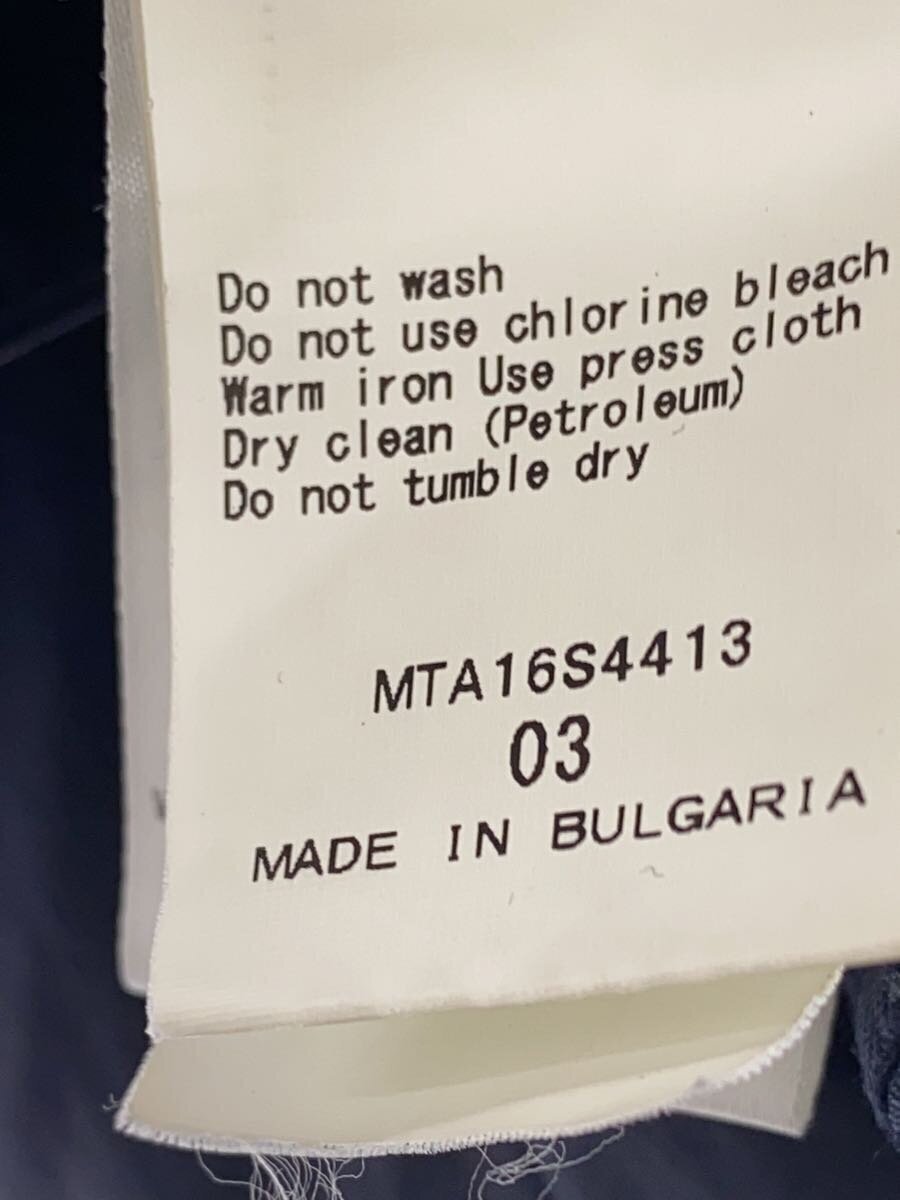 Do not wash
Do not use chlorine bleach
Warm iron Use press cloth
Dry clean (Petroleum)
Do not tumble dry
MTA16S4413
03
MADE IN BULGARIA